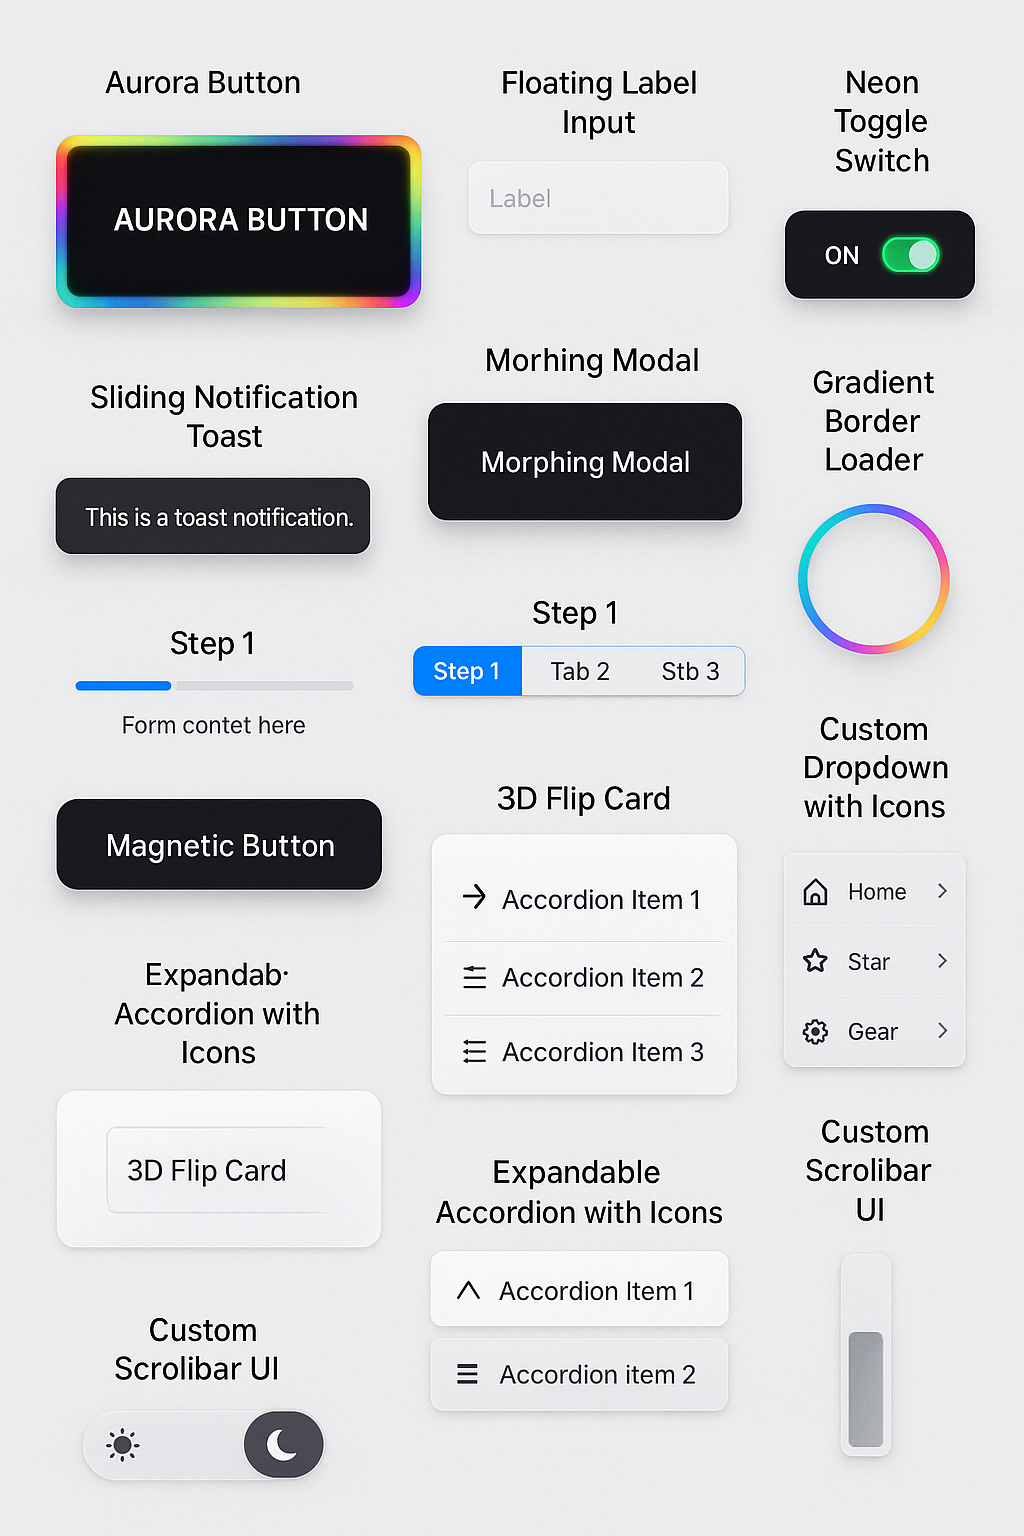 Aurora Button
AURORA BUTTON
Sliding Notification
Toast
This is a toast notification.
Step 1
Form contet here
Magnetic Button
Expandab·
Accordion with
Icons
3D Flip Card
Custom
Scrolibar UI
Floating Label
Input
Label
Morhing Modal
Morphing Modal
Step 1
Step 1 Tab 2 Stb 3
3D Flip Card
Accordion Item 1
Accordion Item 2
Accordion Item 3
Expandable
Accordion with Icons
Accordion Item 1
Accordion item 2
Neon
Toggle
Switch
ON
Gradient
Border
Loader
Custom
Dropdown
with Icons
Home
Star
Gear
Custom
Scrolibar
UI